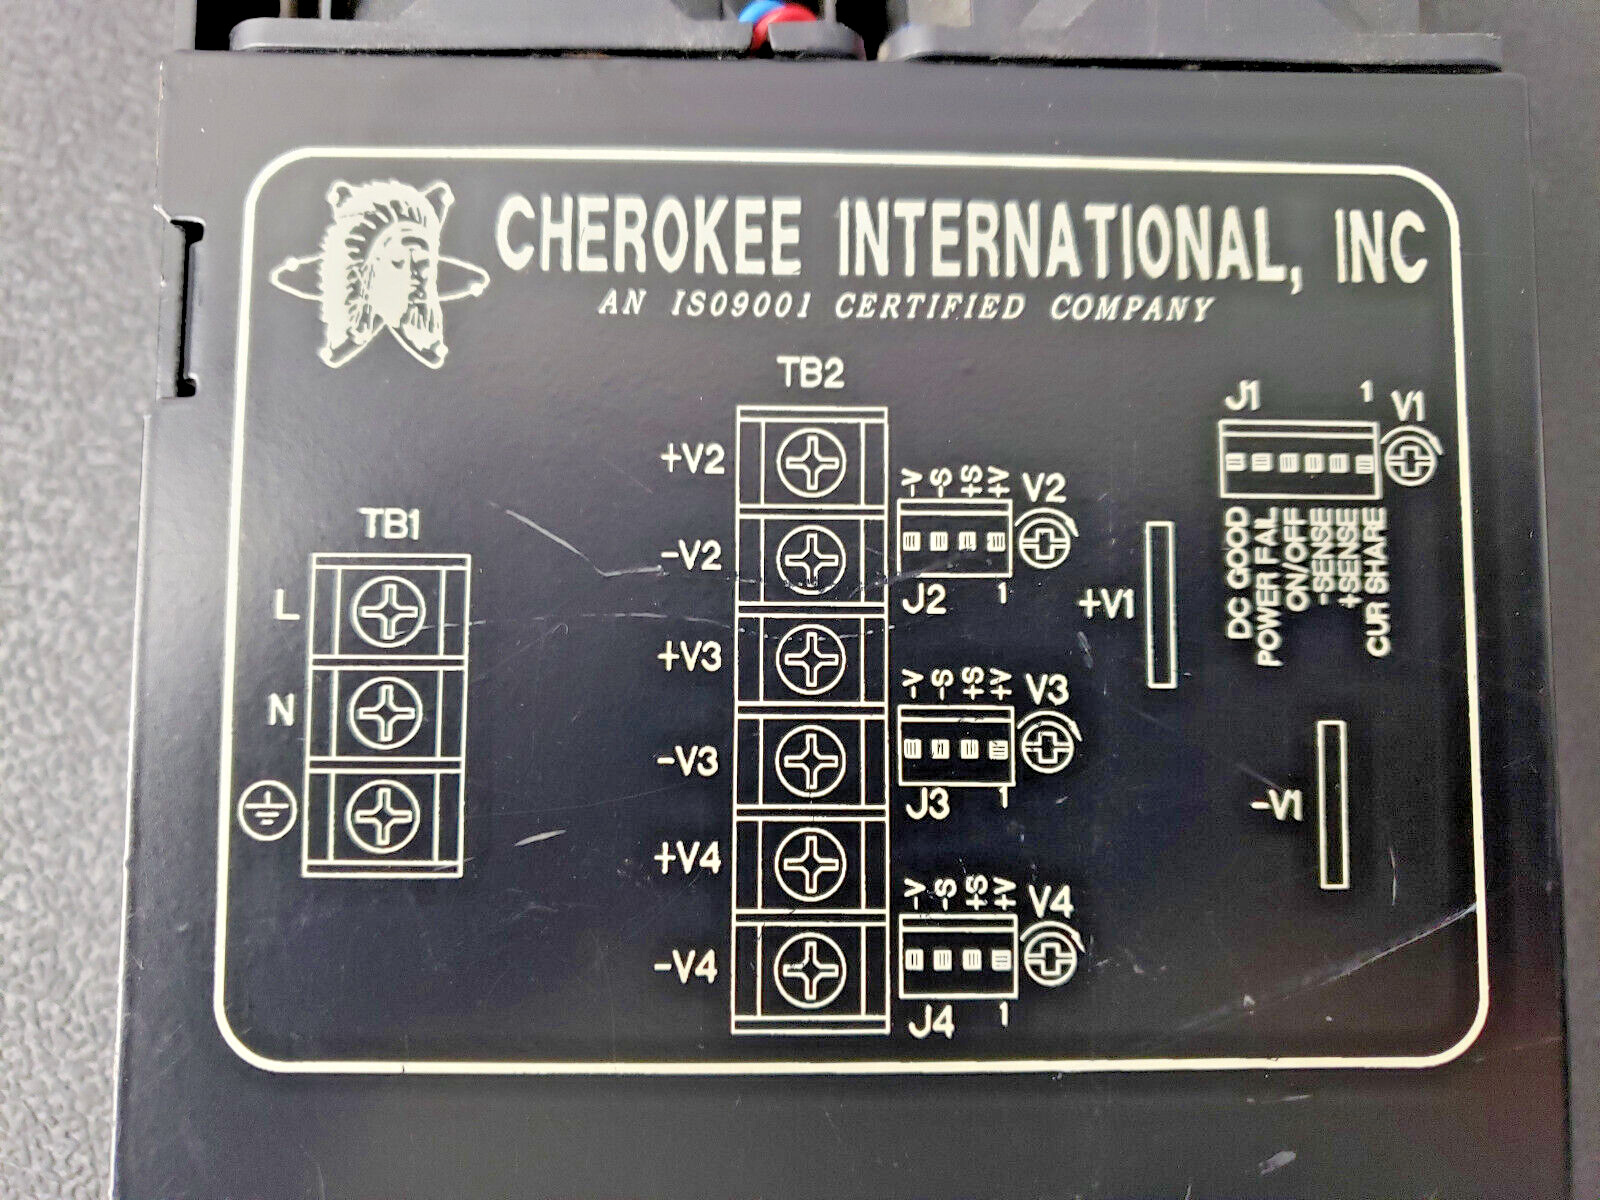 CHEROKEE INTERNATIONAL, INC
AN ISO9001 CERTIFIED COMPANY
TB1
L
N
TB2
+V2
-V2
+V3
-V3
+V4
-V4
-V -S +S +V V2
J2 1
-V -S +S +V V3
J3 1
-V -S +S +V V4
J4 1
+V1
-V1
J1 1 V1
DC GOOD
POWER FAIL
ON/OFF
-SENSE
+SENSE
CUR SHARE